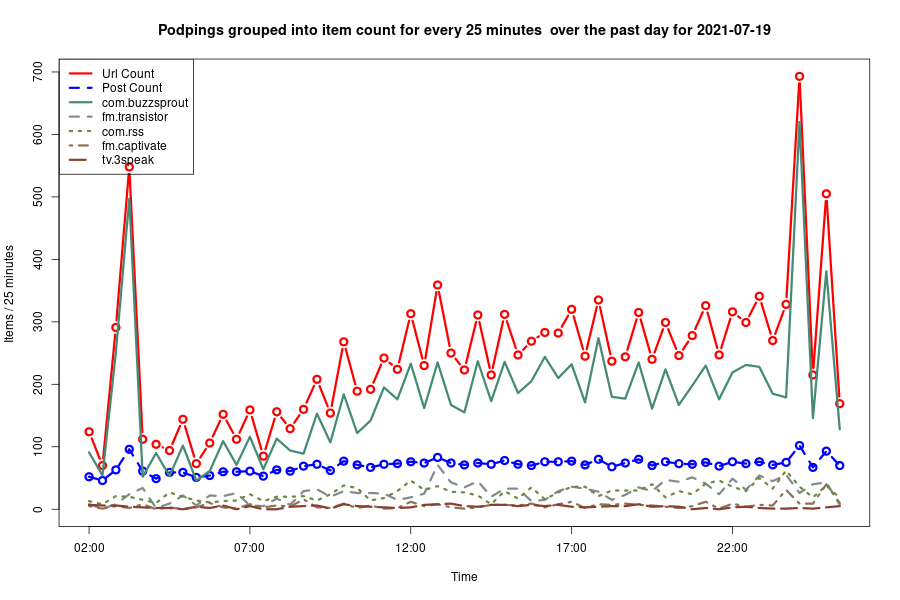 Podpings grouped into item count for every 25 minutes  over the past day for 2021-07-19
Url Count
Post Count
com.buzzsprout
fm.transistor
com.rss
fm.captivate
tv.3speak
Items / 25 minutes
700
600
500
400
300
200
100
0
02:00 07:00 12:00 17:00 22:00
Time